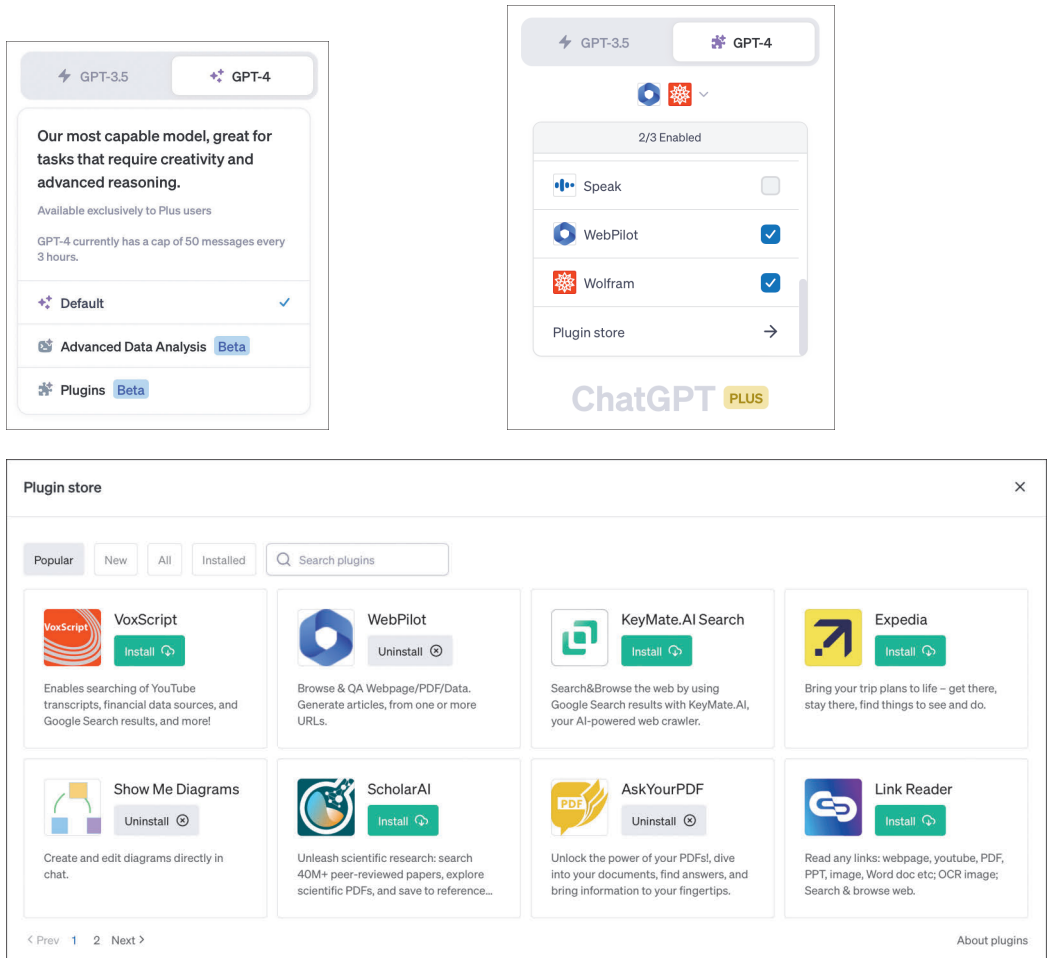 GPT-3.5
GPT-4
Our most capable model, great for
tasks that require creativity and
advanced reasoning.
Available exclusively to Plus users
GPT-4 currently has a cap of 50 messages every
3 hours.
Default
Advanced Data Analysis Beta
Plugins Beta
GPT-3.5
GPT-4
2/3 Enabled
Speak
WebPilot
Wolfram
Plugin store
ChatGPT PLUS
Plugin store
Popular
New
All
Installed
Search plugins
VoxScript
VoxScript
Install
Enables searching of YouTube
transcripts, financial data sources, and
Google Search results, and more!
WebPilot
Uninstall
Browse & QA Webpage/PDF/Data.
Generate articles, from one or more
URLs.
KeyMate.AI Search
Install
Search&Browse the web by using
Google Search results with KeyMate.AI,
your AI-powered web crawler.
Expedia
Install
Bring your trip plans to life – get there,
stay there, find things to see and do.
Show Me Diagrams
Uninstall
Create and edit diagrams directly in
chat.
ScholarAI
Install
Unleash scientific research: search
40M+ peer-reviewed papers, explore
scientific PDFs, and save to reference...
PDF
AskYourPDF
Uninstall
Unlock the power of your PDFs!, dive
into your documents, find answers, and
bring information to your fingertips.
Link Reader
Install
Read any links: webpage, youtube, PDF,
PPT, image, Word doc etc; OCR image;
Search & browse web.
< Prev 1 2 Next >
About plugins